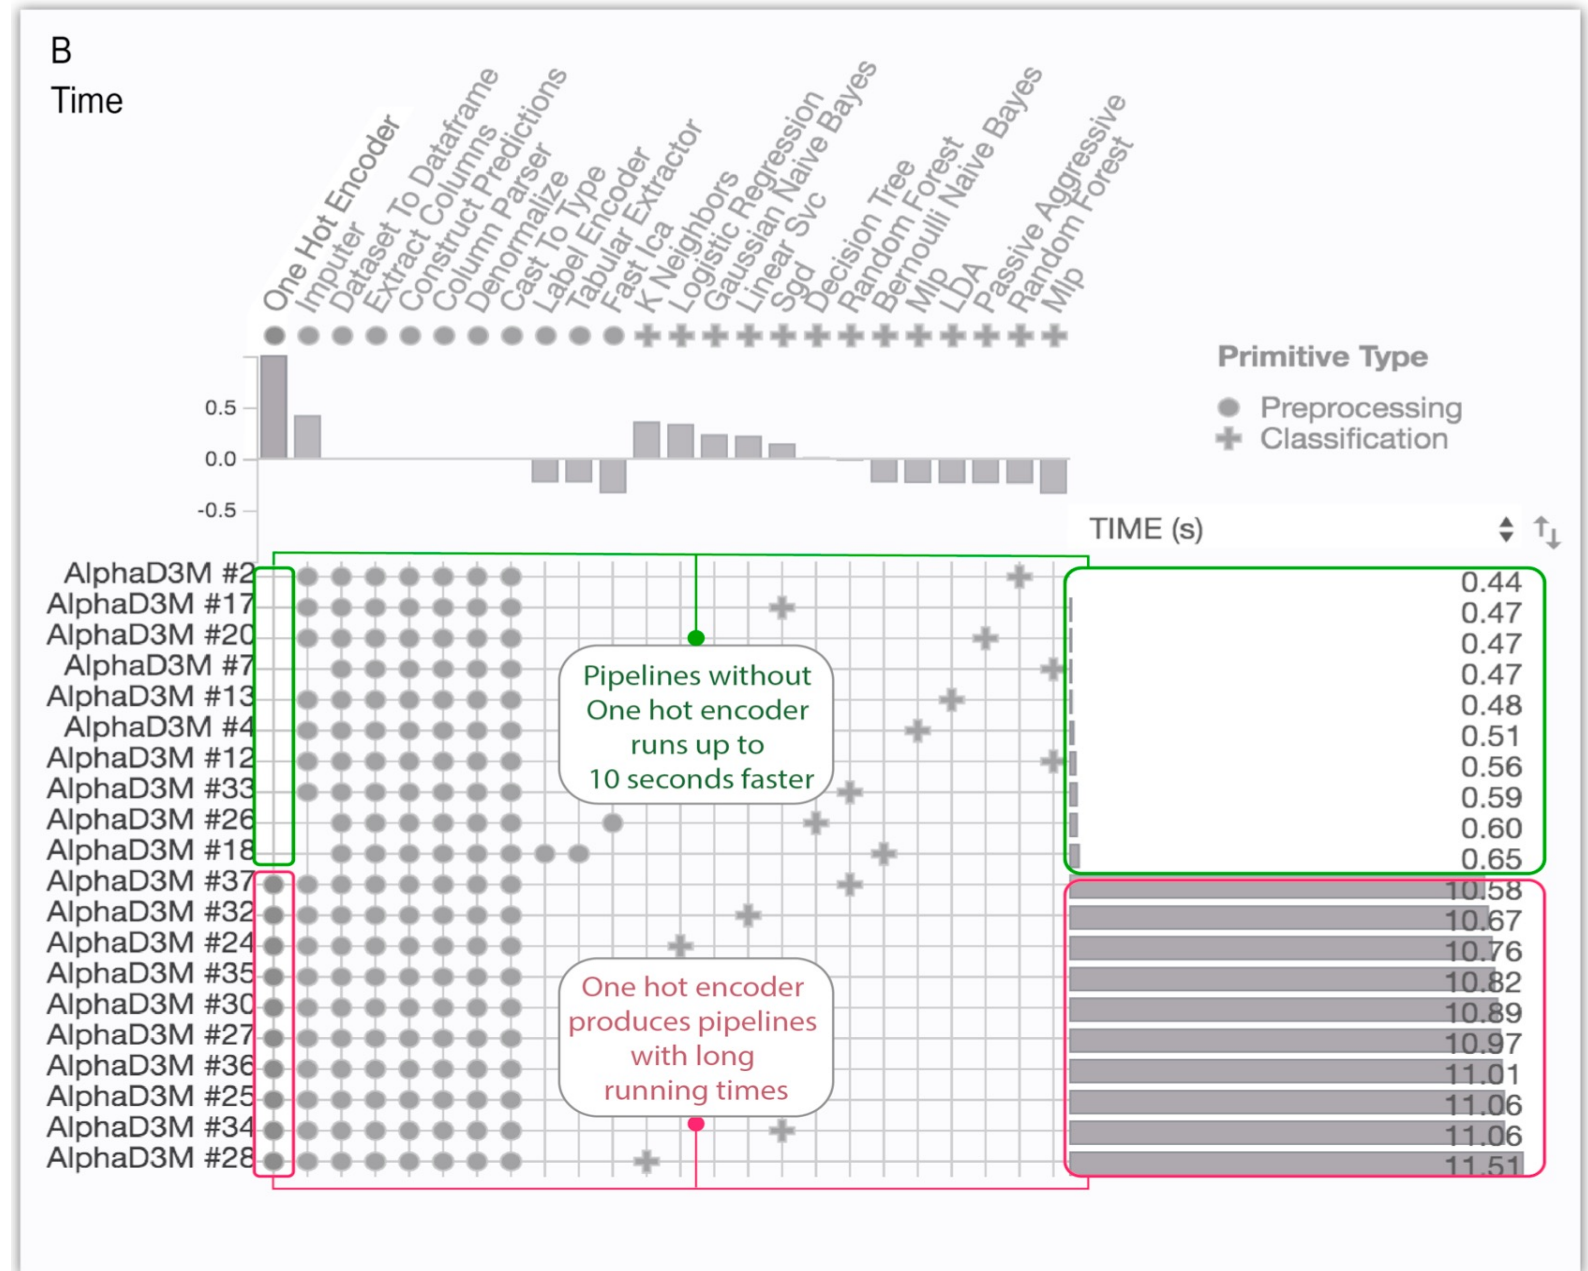 B
Time
One Hot Encoder
Imputer
Dataset To Dataframe
Extract Columns
Construct Predictions
Column Parser
Denormalize
Cast To Type
Label Encoder
Tabular Extractor
Fast Ica
K Neighbors
Logistic Regression
Gaussian Naive Bayes
Linear Svc
Sgd
Decision Tree
Random Forest
Bernoulli Naive Bayes
Mlp
LDA
Passive Aggressive
Random Forest
Mlp
Primitive Type
Preprocessing
Classification
0.5
0.0
-0.5
TIME (s)
AlphaD3M #2 0.44
AlphaD3M #17 0.47
AlphaD3M #20 0.47
AlphaD3M #7 0.47
AlphaD3M #13 0.48
AlphaD3M #4 0.51
AlphaD3M #12 0.56
AlphaD3M #33 0.59
AlphaD3M #26 0.60
AlphaD3M #18 0.65
AlphaD3M #37 10.58
AlphaD3M #32 10.67
AlphaD3M #24 10.76
AlphaD3M #35 10.82
AlphaD3M #30 10.89
AlphaD3M #27 10.97
AlphaD3M #36 11.01
AlphaD3M #25 11.06
AlphaD3M #34 11.06
AlphaD3M #28 11.51
Pipelines without
One hot encoder
runs up to
10 seconds faster
One hot encoder
produces pipelines
with long
running times